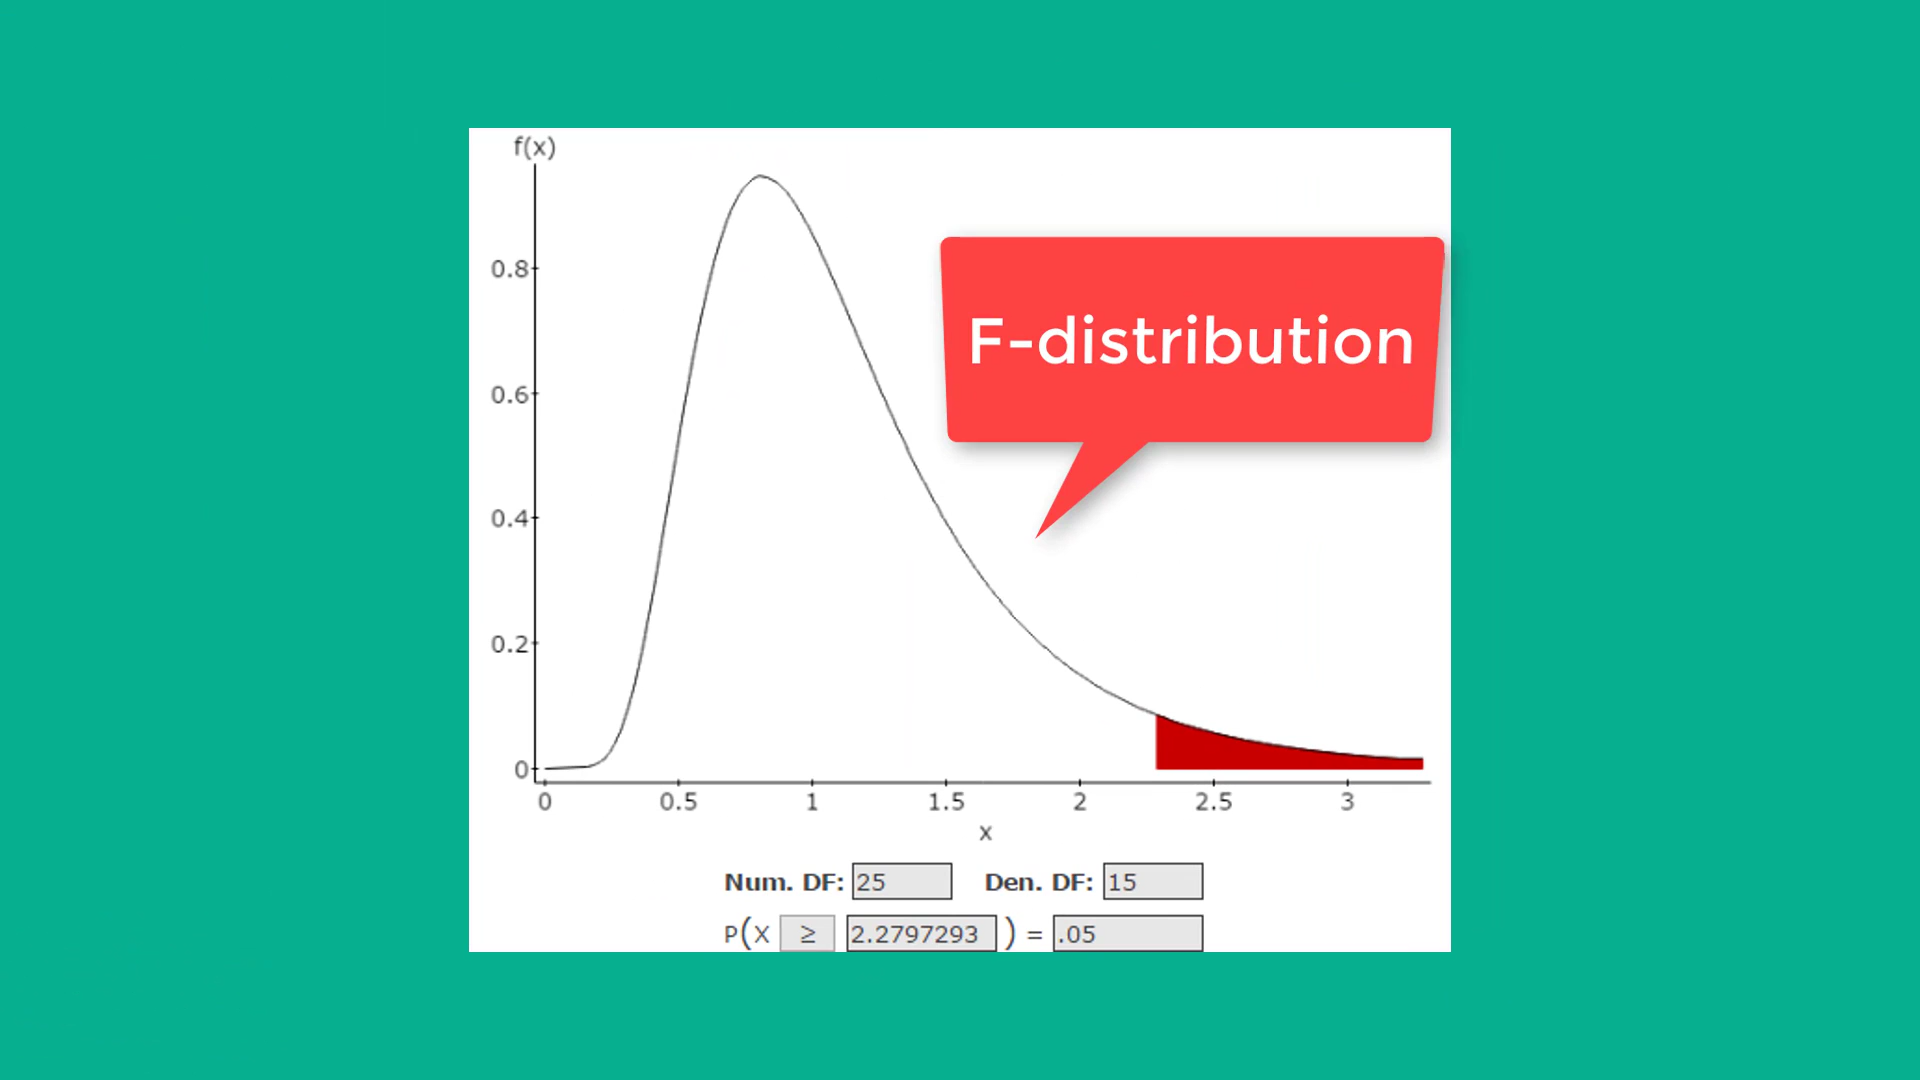 f(x)
F-distribution
0.8
0.6
0.4
0.2
0
0 0.5 1 1.5 2 2.5 3
x
Num. DF: 25 Den. DF: 15
P(X ≥ 2.2797293 ) = .05